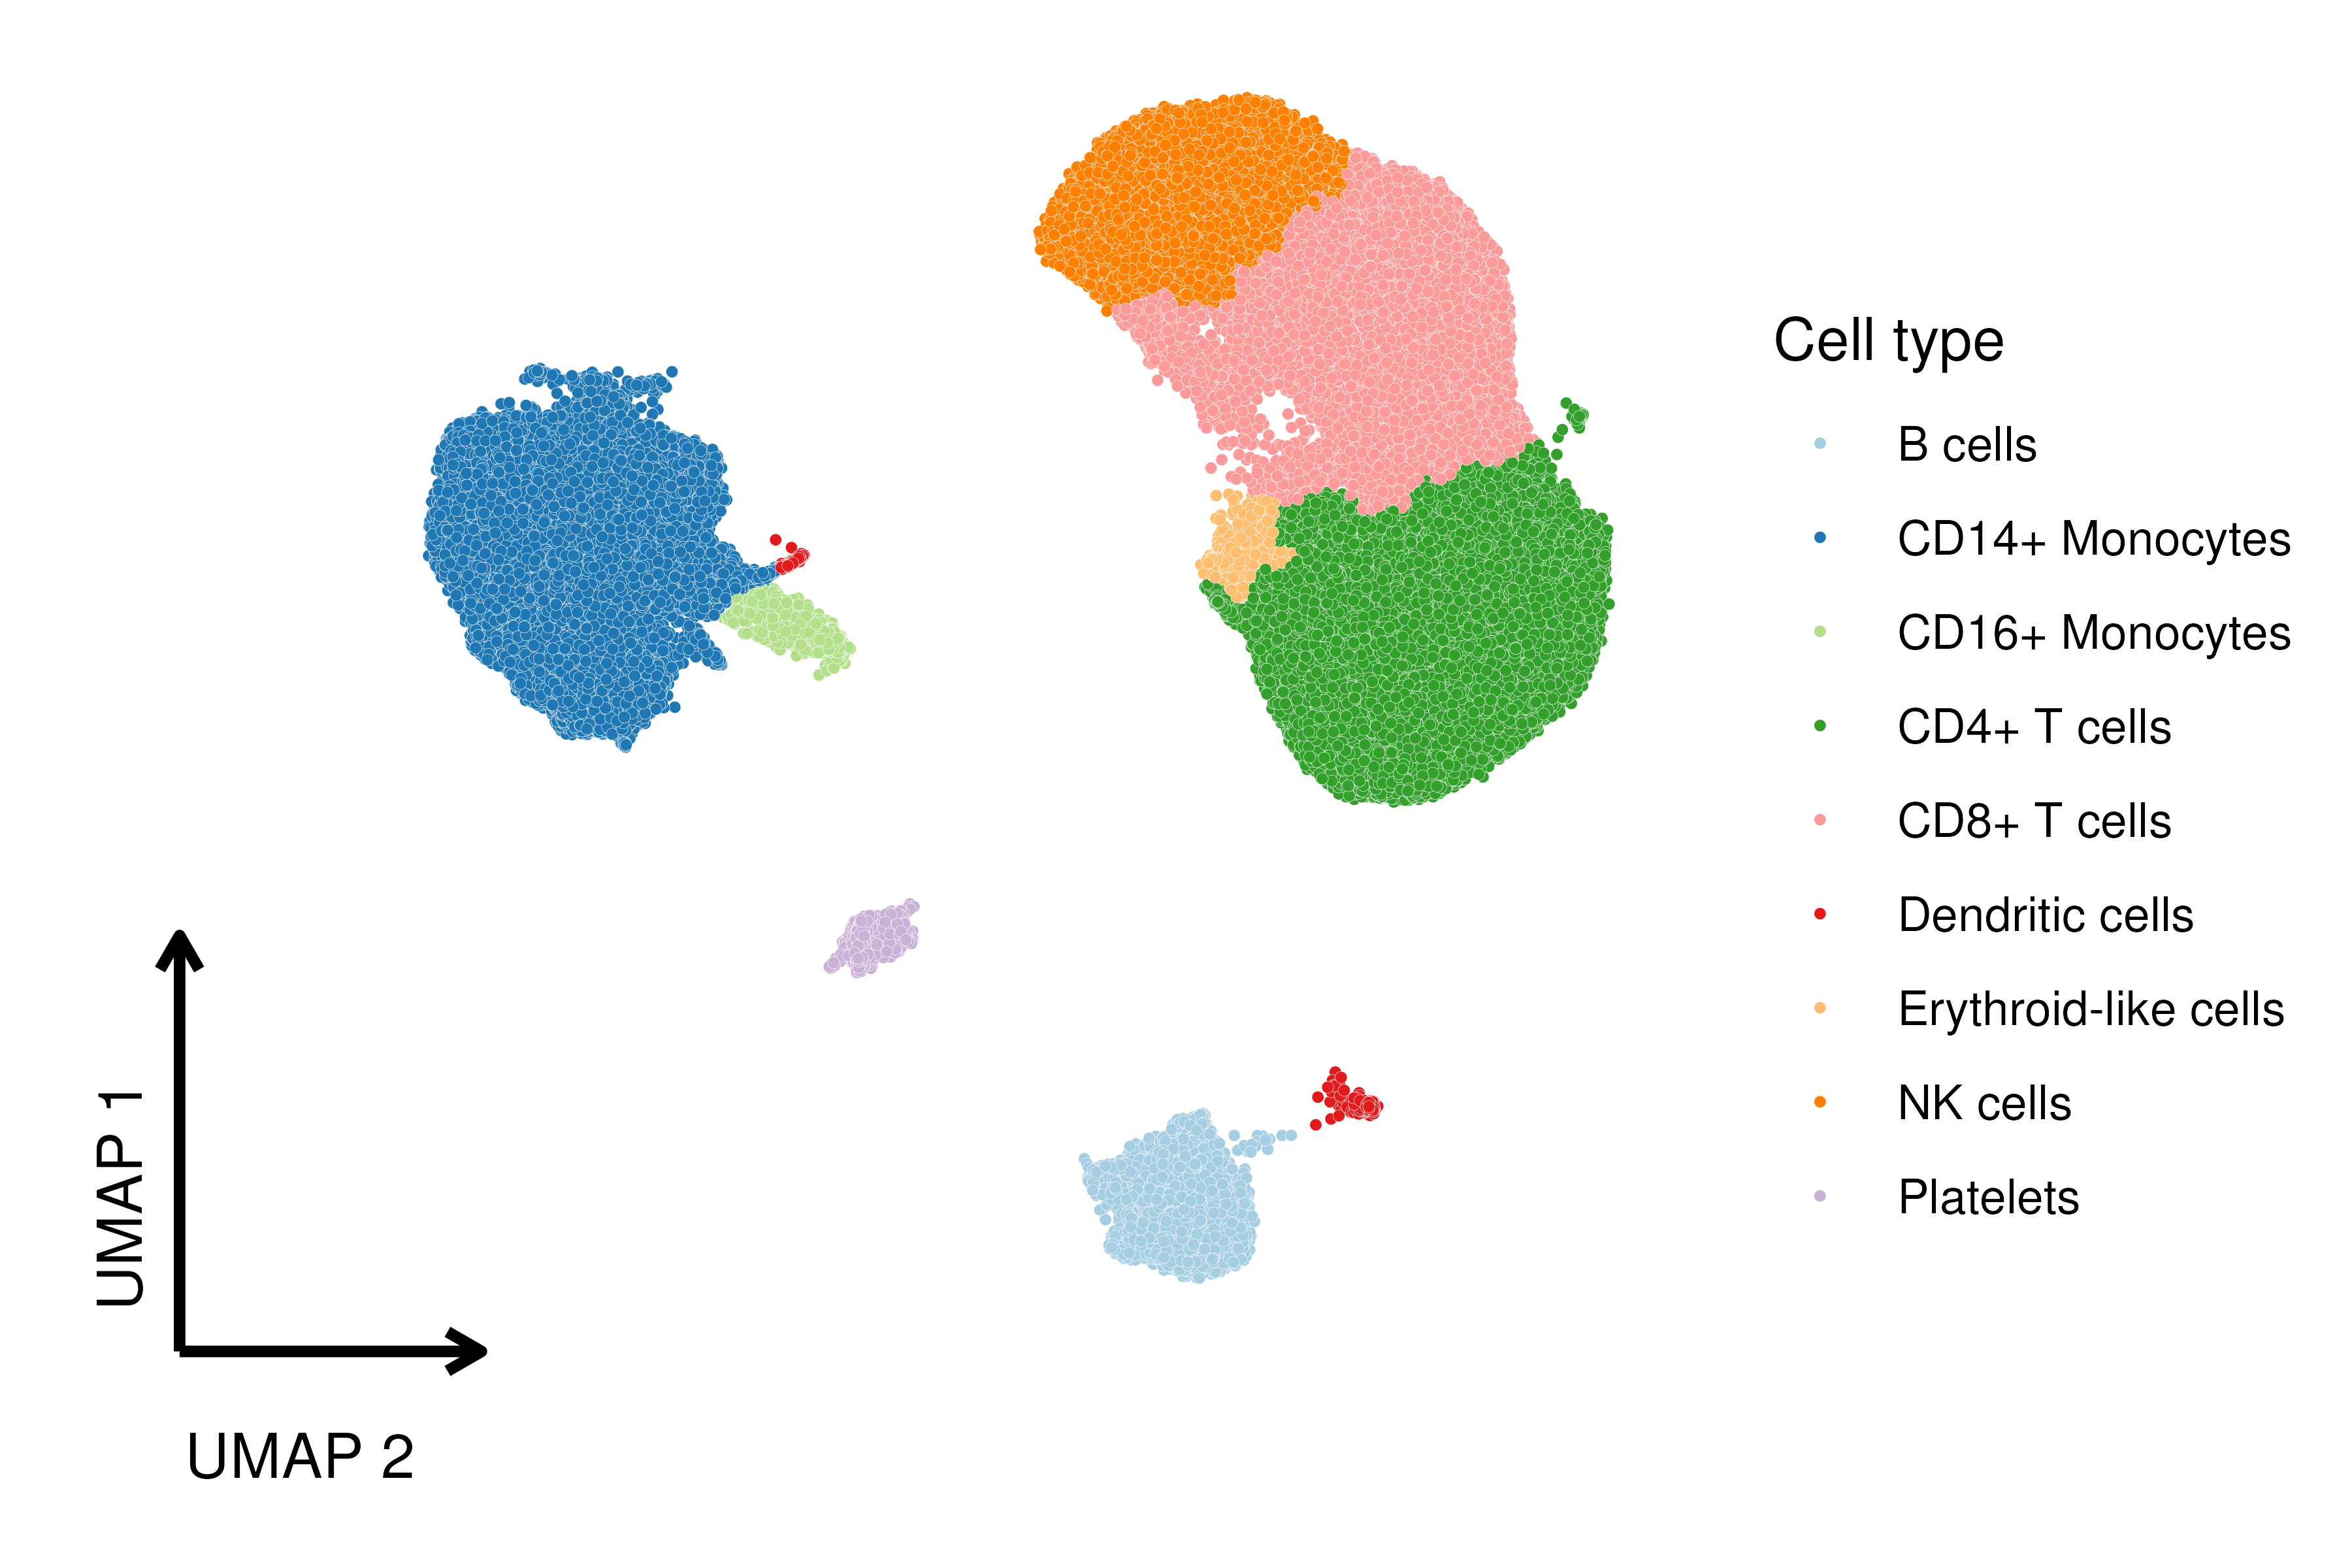 Cell type
B cells
CD14+ Monocytes
CD16+ Monocytes
CD4+ T cells
CD8+ T cells
Dendritic cells
Erythroid-like cells
NK cells
Platelets
UMAP 1
UMAP 2